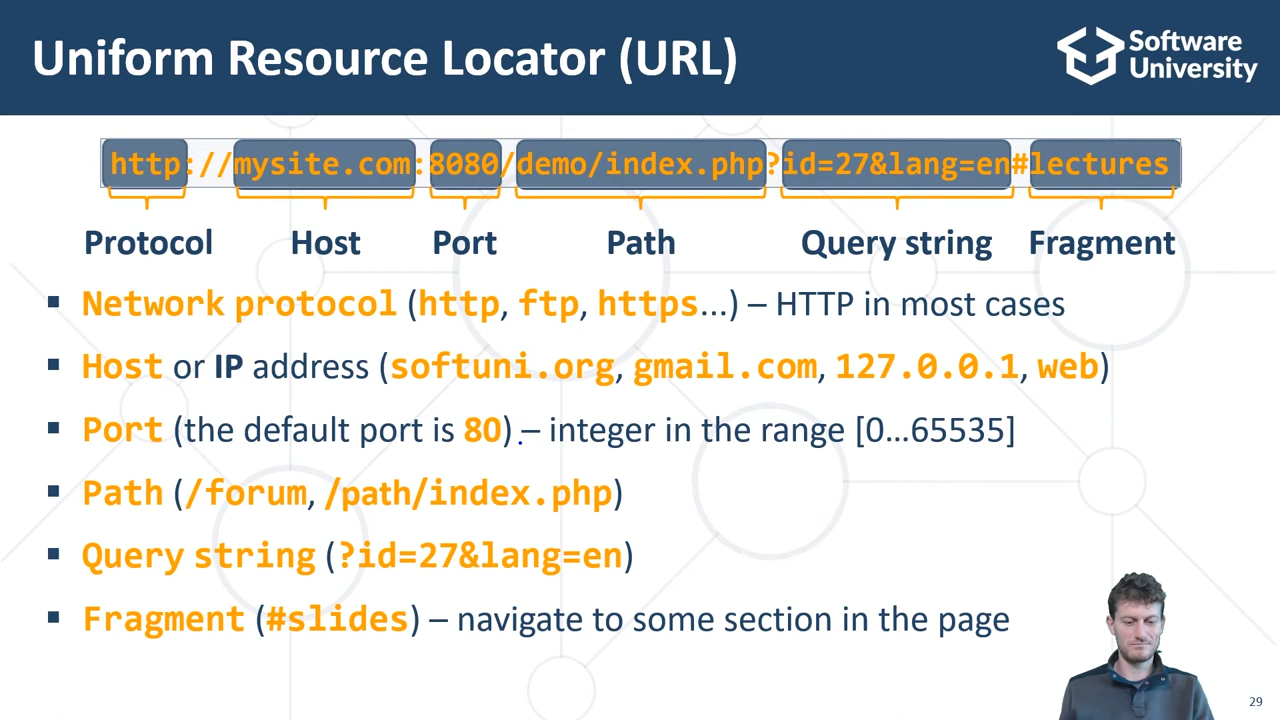 Uniform Resource Locator (URL)
Software
University
http://mysite.com:8080/demo/index.php?id=27&lang=en#lectures
Protocol Host Port Path Query string Fragment
▪ Network protocol (http, ftp, https...) – HTTP in most cases
▪ Host or IP address (softuni.org, gmail.com, 127.0.0.1, web)
▪ Port (the default port is 80) – integer in the range [0…65535]
▪ Path (/forum, /path/index.php)
▪ Query string (?id=27&lang=en)
▪ Fragment (#slides) – navigate to some section in the page
29